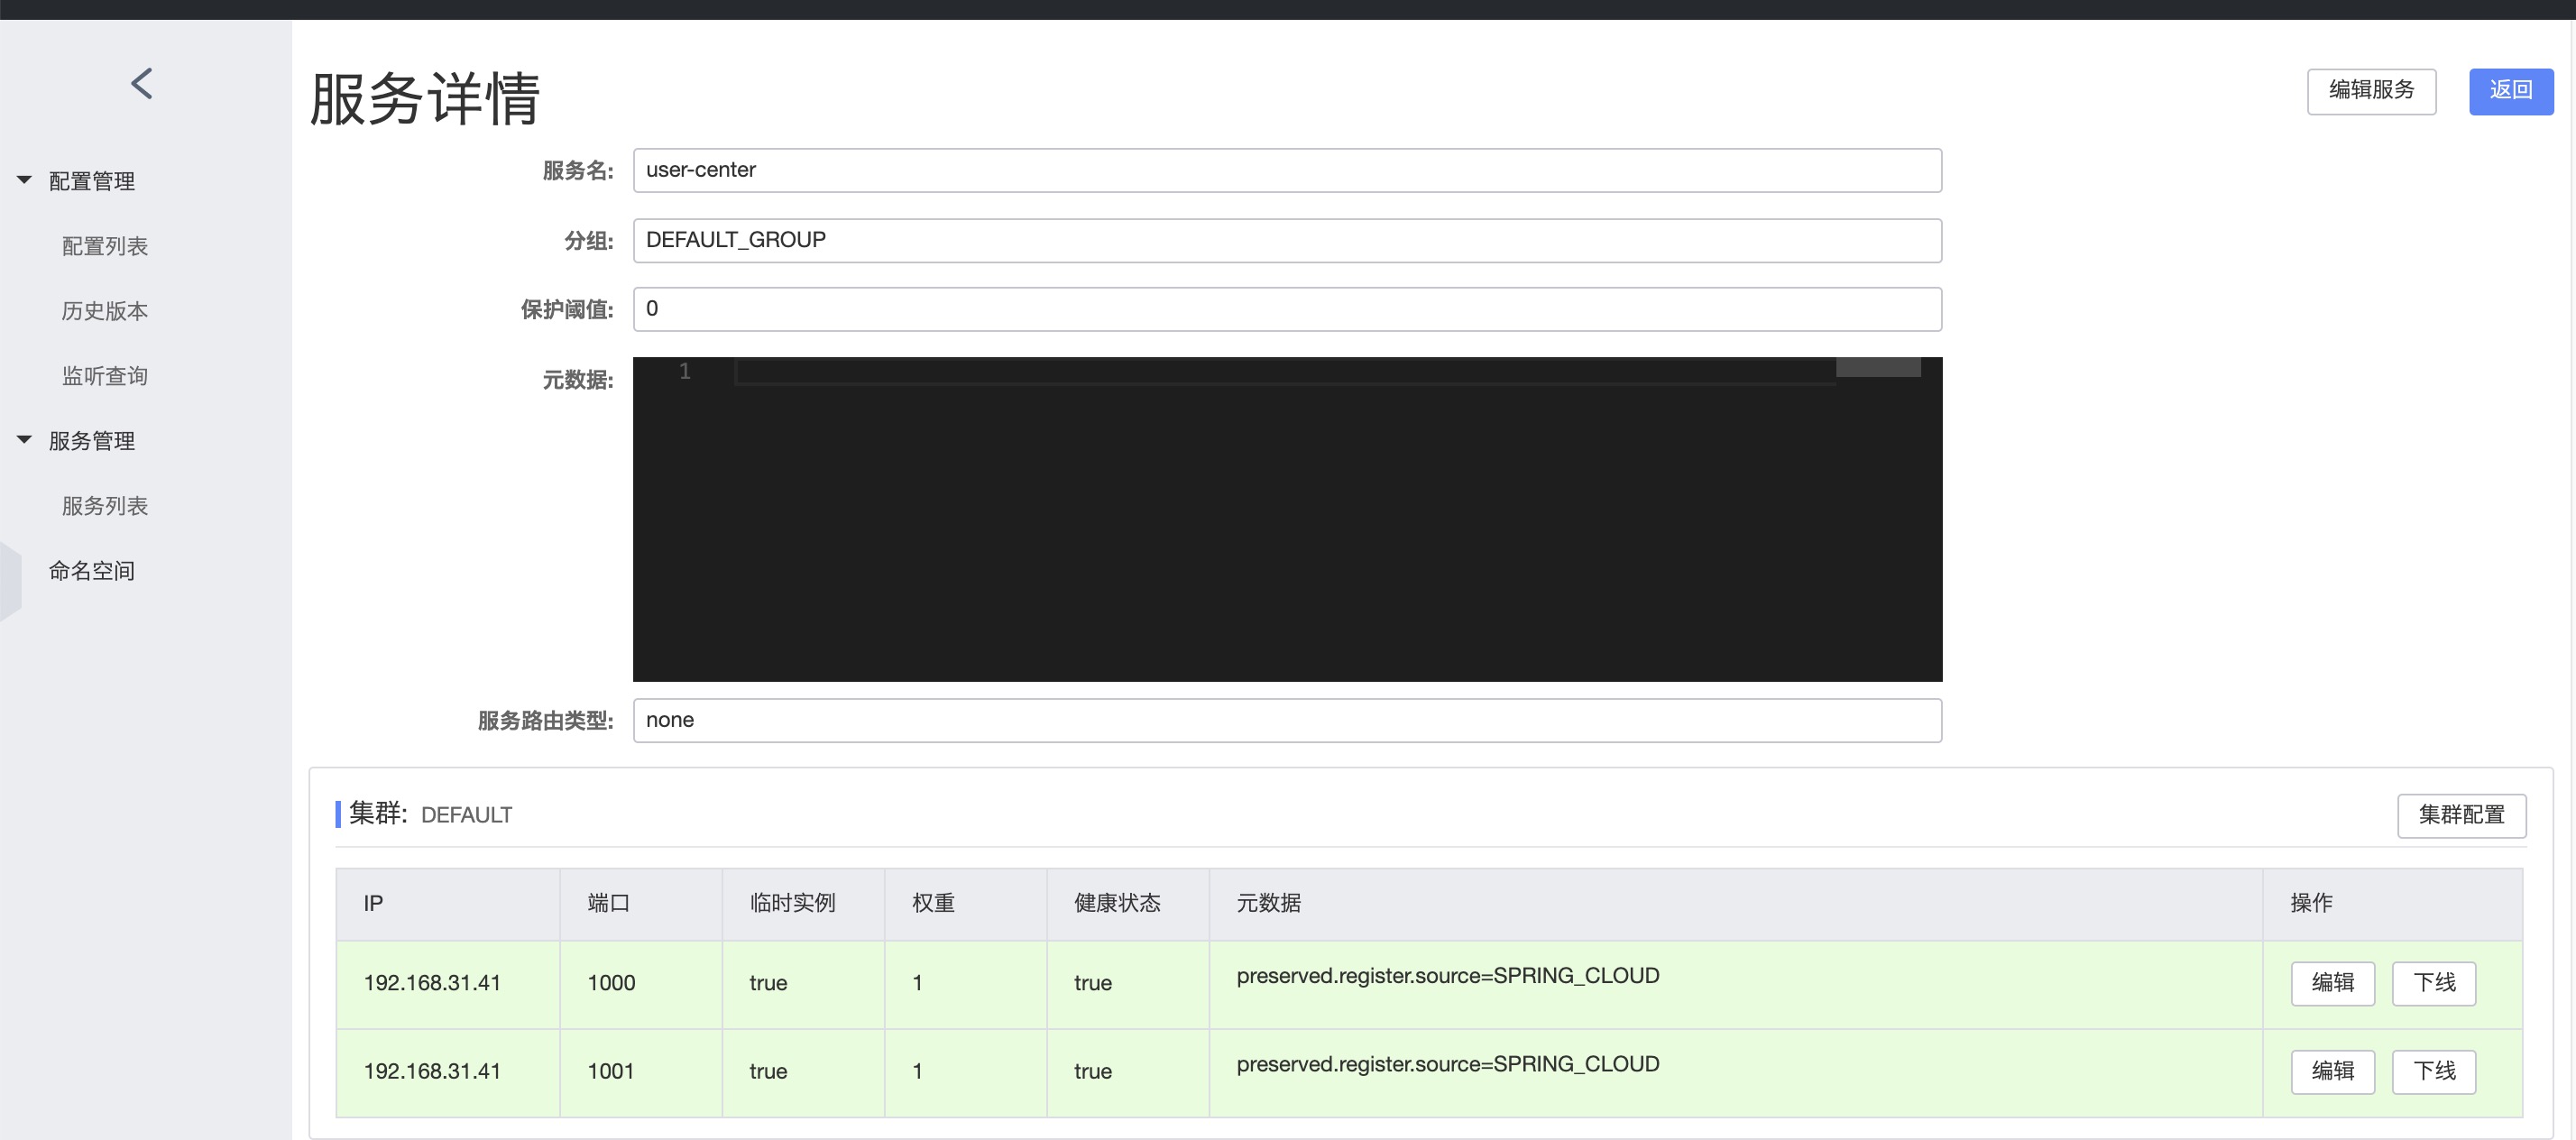 服务详情
编辑服务
返回
配置管理
配置列表
历史版本
监听查询
服务管理
服务列表
命名空间
服务名: user-center
分组: DEFAULT_GROUP
保护阈值: 0
元数据: 1
服务路由类型: none
集群: DEFAULT
集群配置
IP 端口 临时实例 权重 健康状态 元数据 操作
192.168.31.41 1000 true 1 true preserved.register.source=SPRING_CLOUD 编辑 下线
192.168.31.41 1001 true 1 true preserved.register.source=SPRING_CLOUD 编辑 下线